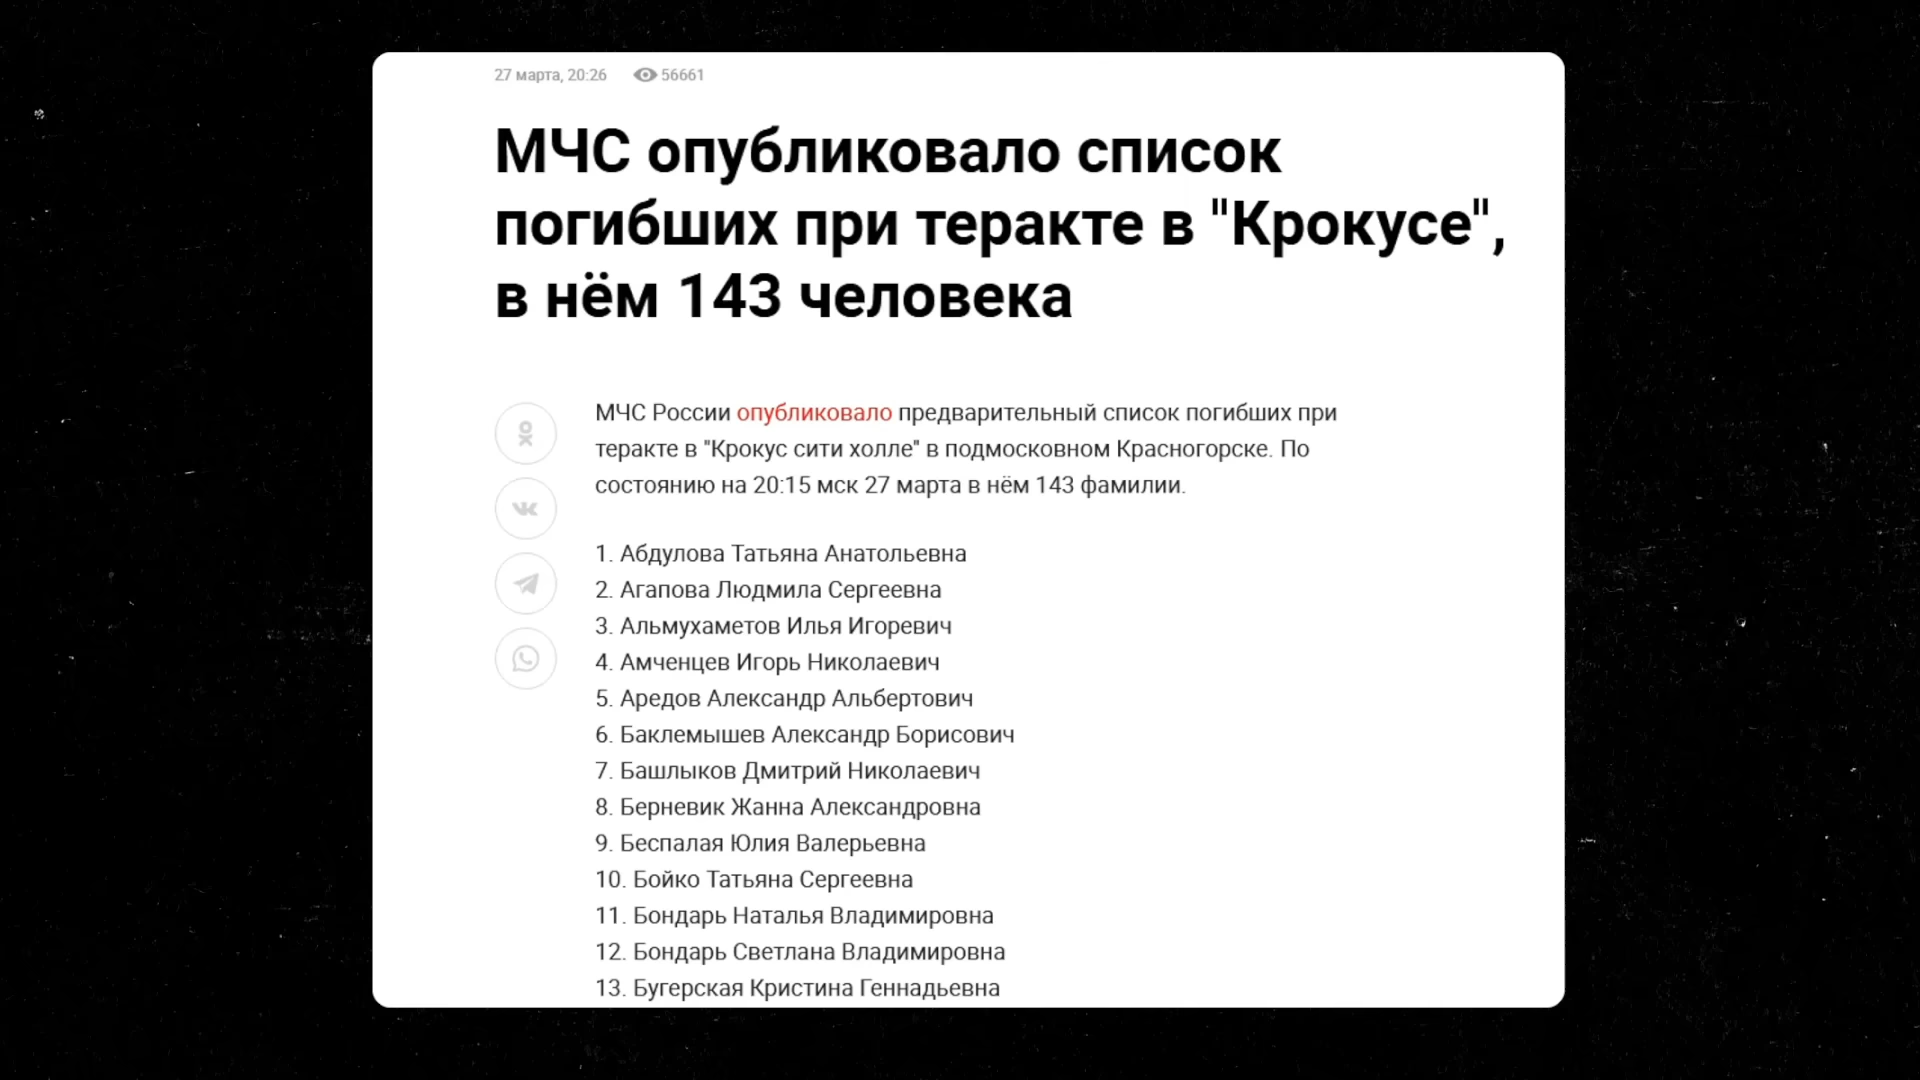 27 марта, 20:26 56661
МЧС опубликовало список
погибших при теракте в "Крокусе",
в нём 143 человека
МЧС России опубликовало предварительный список погибших при
теракте в "Крокус сити холле" в подмосковном Красногорске. По
состоянию на 20:15 мск 27 марта в нём 143 фамилии.
1. Абдулова Татьяна Анатольевна
2. Агапова Людмила Сергеевна
3. Альмухаметов Илья Игоревич
4. Амченцев Игорь Николаевич
5. Аредов Александр Альбертович
6. Баклемышев Александр Борисович
7. Башлыков Дмитрий Николаевич
8. Берневик Жанна Александровна
9. Беспалая Юлия Валерьевна
10. Бойко Татьяна Сергеевна
11. Бондарь Наталья Владимировна
12. Бондарь Светлана Владимировна
13. Бугерская Кристина Геннадьевна